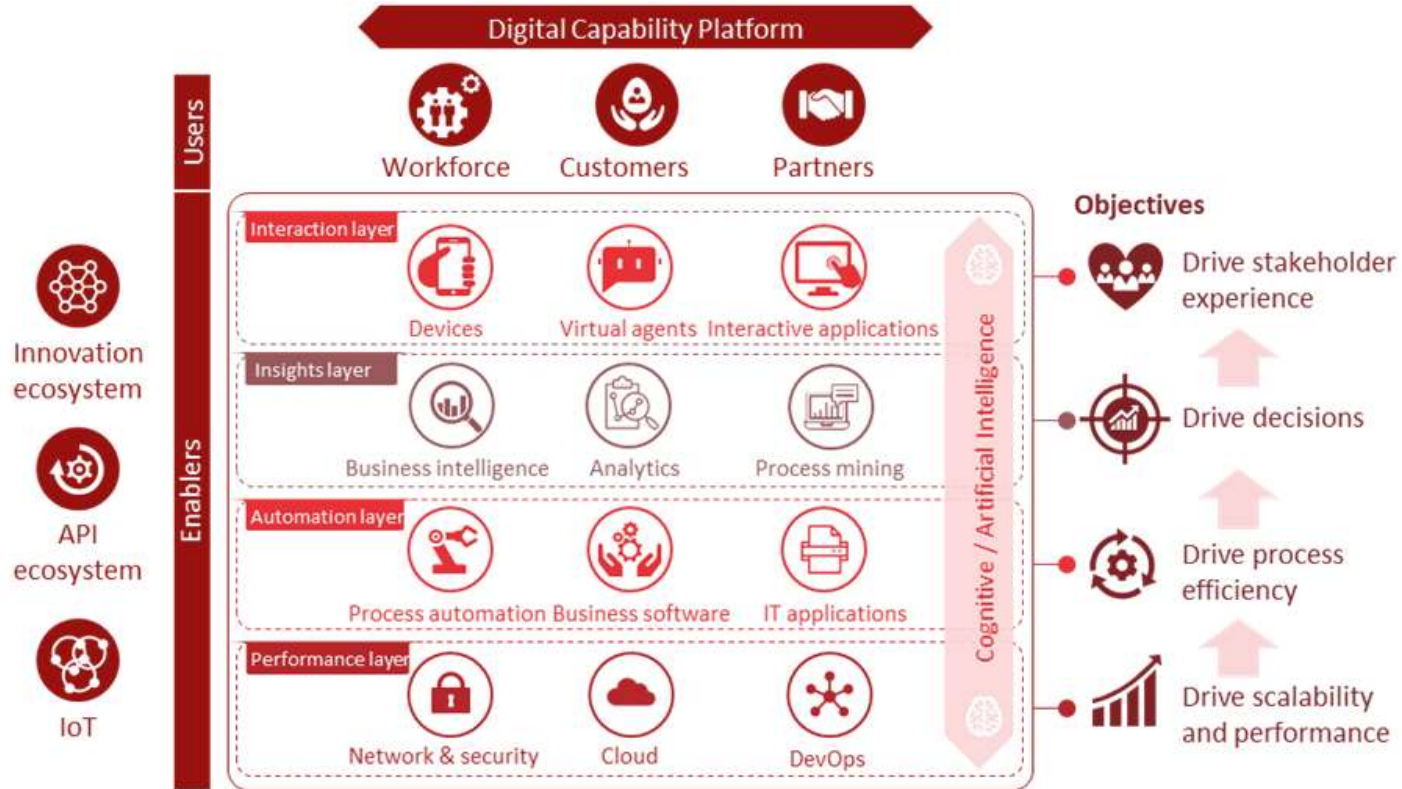 Digital Capability Platform
Users
Workforce
Customers
Partners
Enablers
Innovation
ecosystem
API
ecosystem
IoT
Interaction layer
Devices
Virtual agents
Interactive applications
Insights layer
Business intelligence
Analytics
Process mining
Automation layer
Process automation
Business software
IT applications
Performance layer
Network & security
Cloud
DevOps
Cognitive / Artificial Intelligence
Objectives
Drive stakeholder
experience
Drive decisions
Drive process
efficiency
Drive scalability
and performance